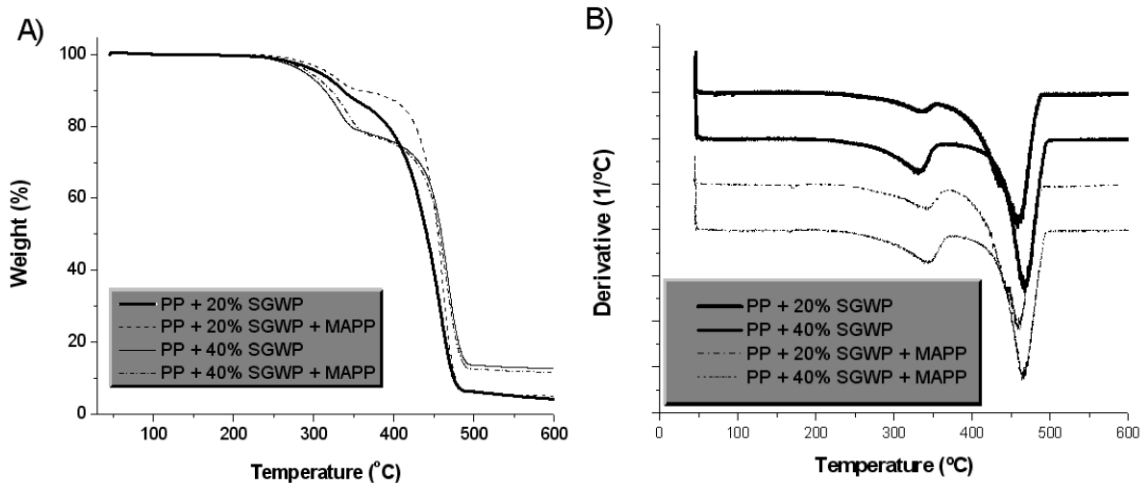 A)
100
80
60
40
20
0
Weight (%)
PP + 20% SGWP
PP + 20% SGWP + MAPP
PP + 40% SGWP
PP + 40% SGWP + MAPP
100
200
300
400
500
600
Temperature (°C)
B)
Derivative (1/ºC)
PP + 20% SGWP
PP + 40% SGWP
PP + 20% SGWP + MAPP
PP + 40% SGWP + MAPP
0
100
200
300
400
500
600
Temperature (ºC)